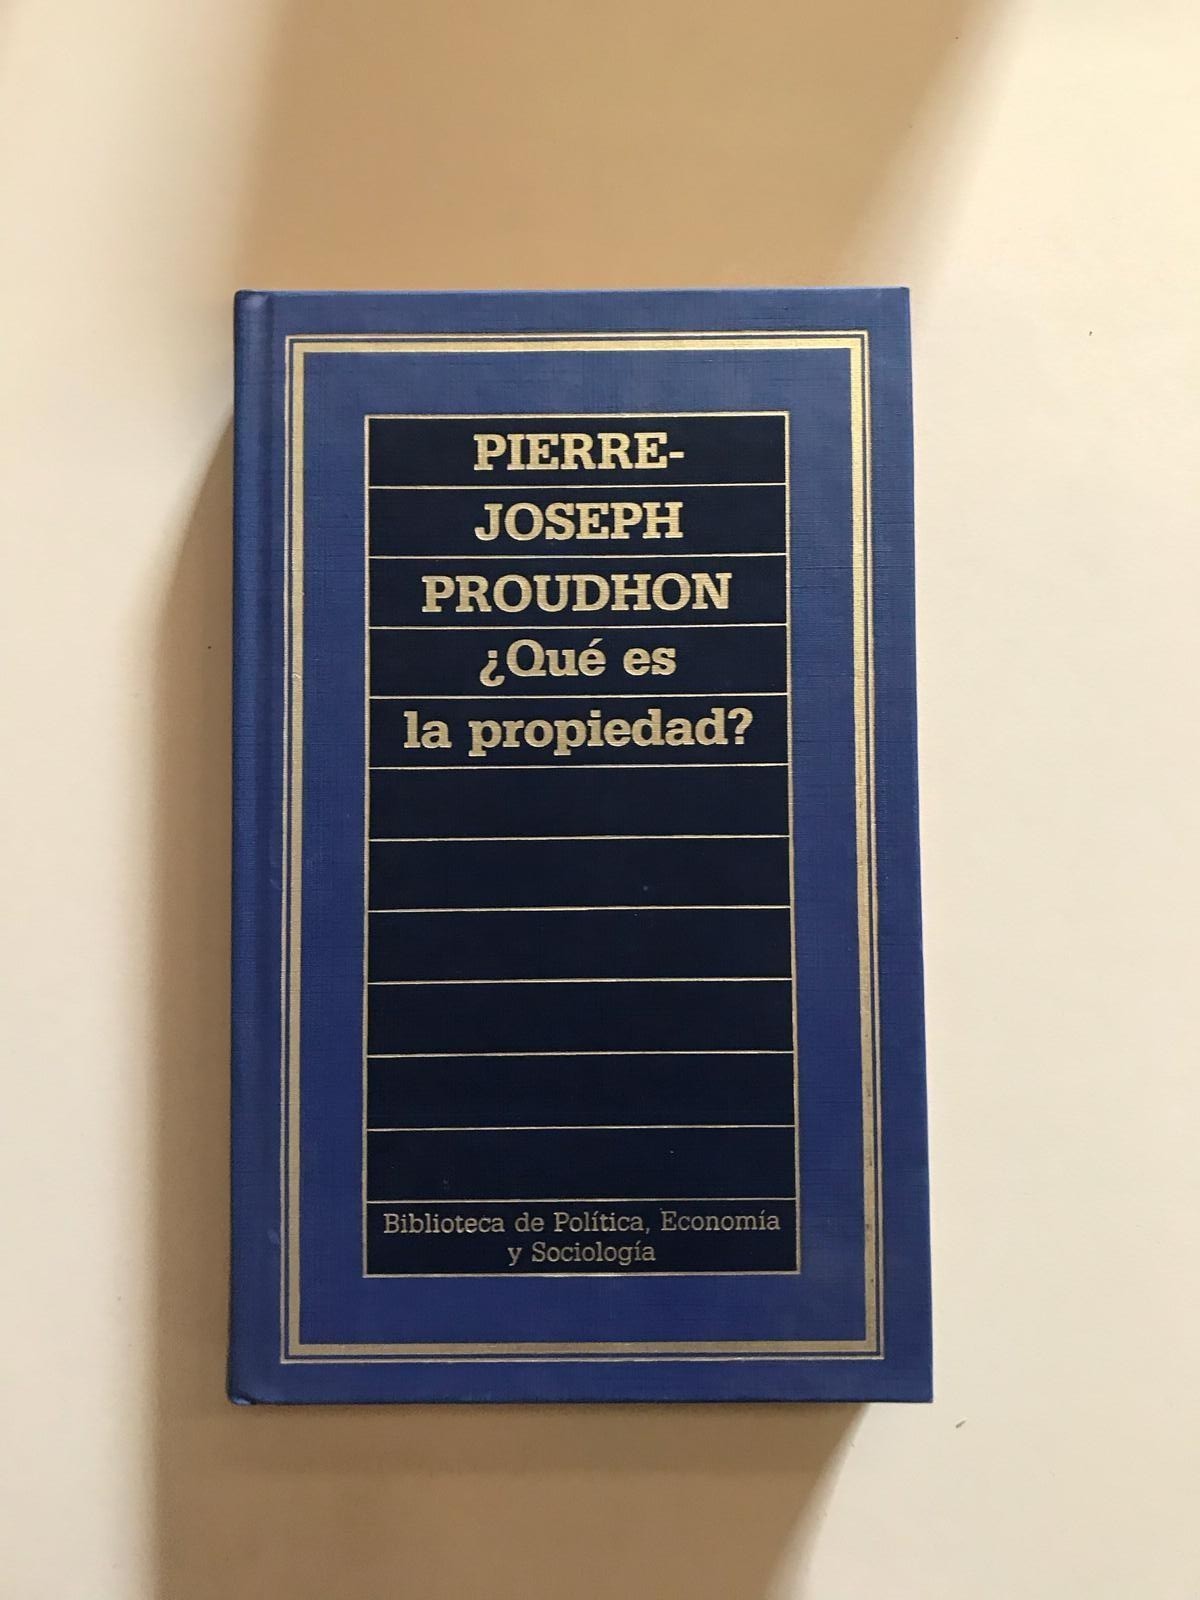 PIERRE-
JOSEPH
PROUDHON
¿Qué es
la propiedad?
Biblioteca de Política, Economía
y Sociología